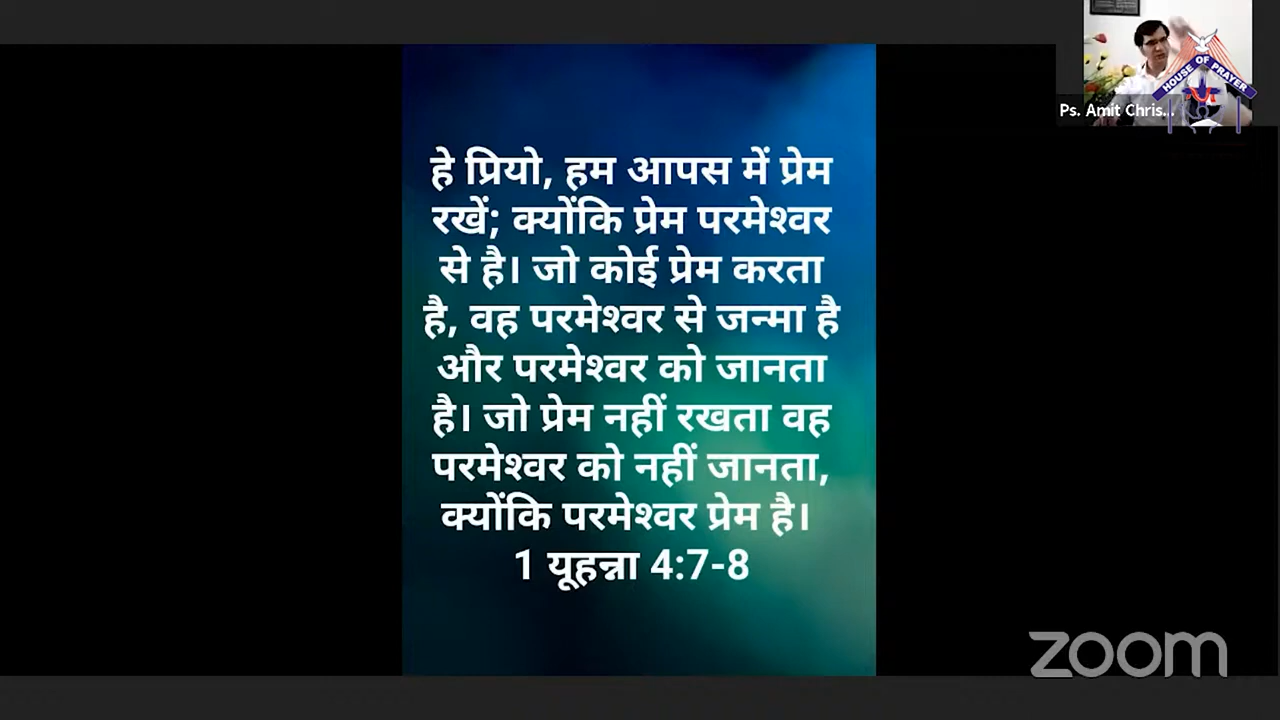 HOUSE OF PRAYER
Ps. Amit Chris...
हे प्रियो, हम आपस में प्रेम
रखें; क्योंकि प्रेम परमेश्वर
से है। जो कोई प्रेम करता
है, वह परमेश्वर से जन्मा है
और परमेश्वर को जानता
है। जो प्रेम नहीं रखता वह
परमेश्वर को नहीं जानता,
क्योंकि परमेश्वर प्रेम है।
1 यूहन्ना 4:7-8
zoom